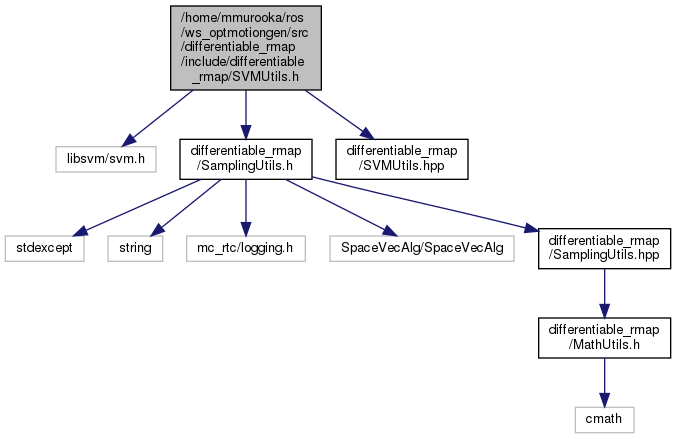 /home/mmurooka/ros
/ws_optmotiongen/src
/differentiable_rmap
/include/differentiable
_rmap/SVMUtils.h
libsvm/svm.h
differentiable_rmap
/SamplingUtils.h
differentiable_rmap
/SVMUtils.hpp
stdexcept
string
mc_rtc/logging.h
SpaceVecAlg/SpaceVecAlg
differentiable_rmap
/SamplingUtils.hpp
differentiable_rmap
/MathUtils.h
cmath